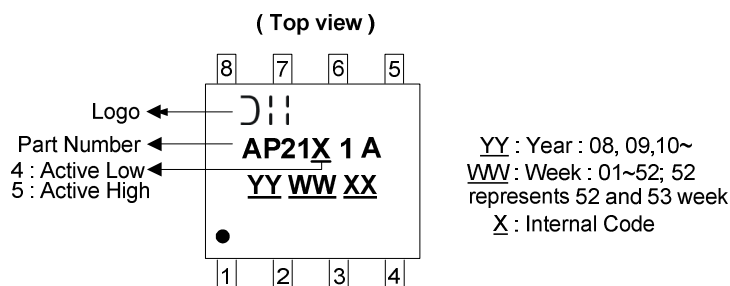 ( Top view )
8 7 6 5
Logo
Part Number
4 : Active Low
5 : Active High
AP21X 1 A
YY WW XX
1 2 3 4
YY : Year : 08, 09,10~
WW : Week : 01~52; 52
represents 52 and 53 week
X : Internal Code